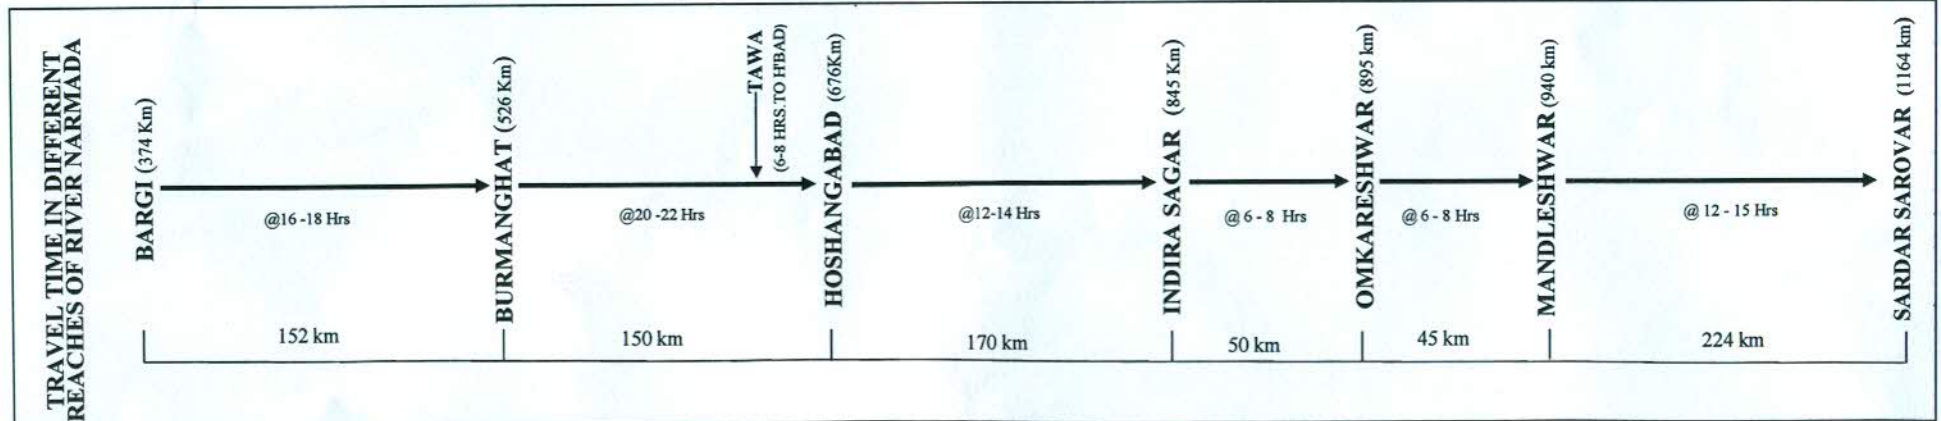 TRAVEL TIME IN DIFFERENT
REACHES OF RIVER NARMADA
BARGI (374 Km)
@16 -18 Hrs
BURMANGHAT (526 Km)
@20 -22 Hrs
TAWA
(6-8 HRS.TO H'BAD)
HOSHANGABAD (676Km)
@12-14 Hrs
INDIRA SAGAR (845 Km)
@ 6 - 8 Hrs
OMKARESHWAR (895 km)
@ 6 - 8 Hrs
MANDLESHWAR (940 km)
@ 12 - 15 Hrs
SARDAR SAROVAR (1164 km)
152 km
150 km
170 km
50 km
45 km
224 km